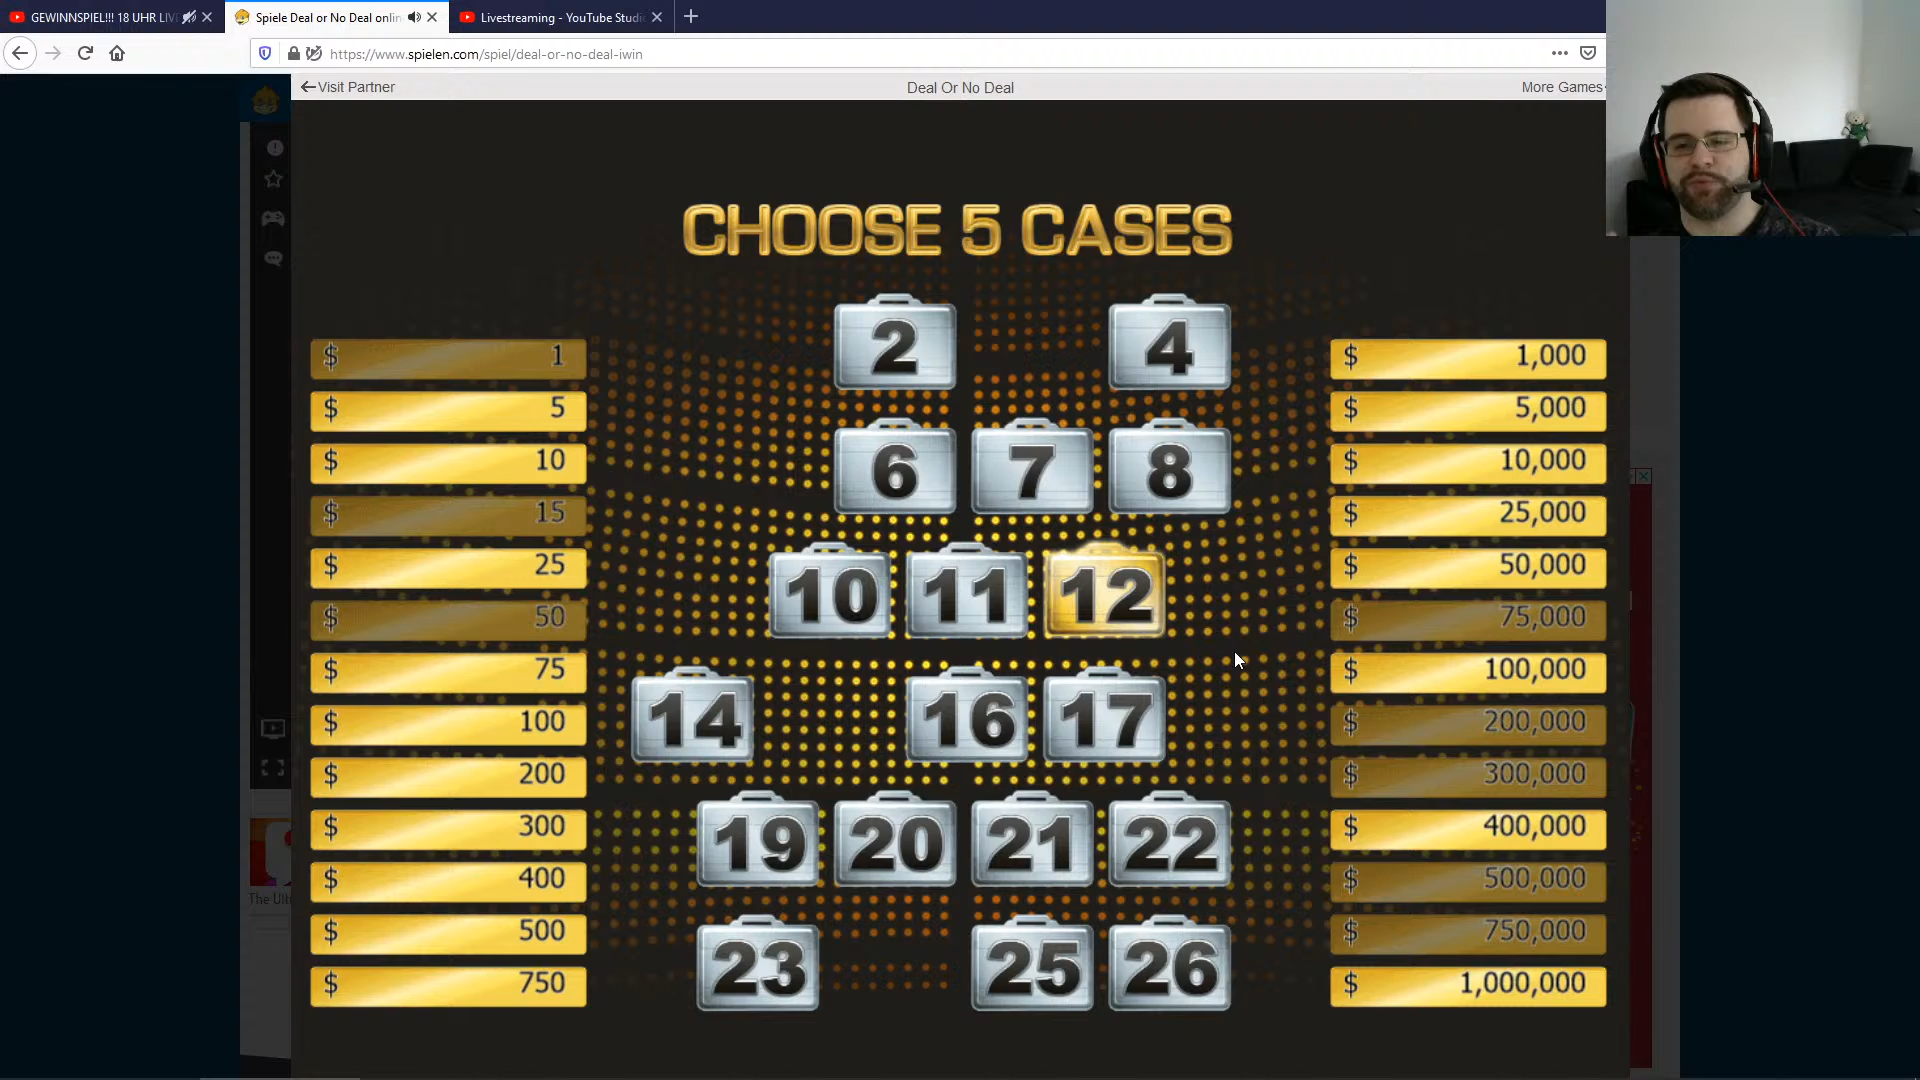 GEWINNSPIEL!!! 18 UHR LIV
Spiele Deal or No Deal onlin
Livestreaming - YouTube Studi
https://www.spielen.com/spiel/deal-or-no-deal-iwin
Visit Partner
Deal Or No Deal
More Games
CHOOSE 5 CASES
2 4
$ 1
$ 1,000
$ 5
$ 5,000
6 7 8
$ 10
$ 10,000
$ 15
$ 25,000
$ 25
10 11 12
$ 50,000
$ 50
$ 75,000
$ 75
$ 100,000
14 16 17
$ 100
$ 200,000
$ 200
$ 300,000
$ 300
19 20 21 22
$ 400,000
The Ulti
$ 400
$ 500,000
$ 500
$ 750,000
23 25 26
$ 750
$ 1,000,000